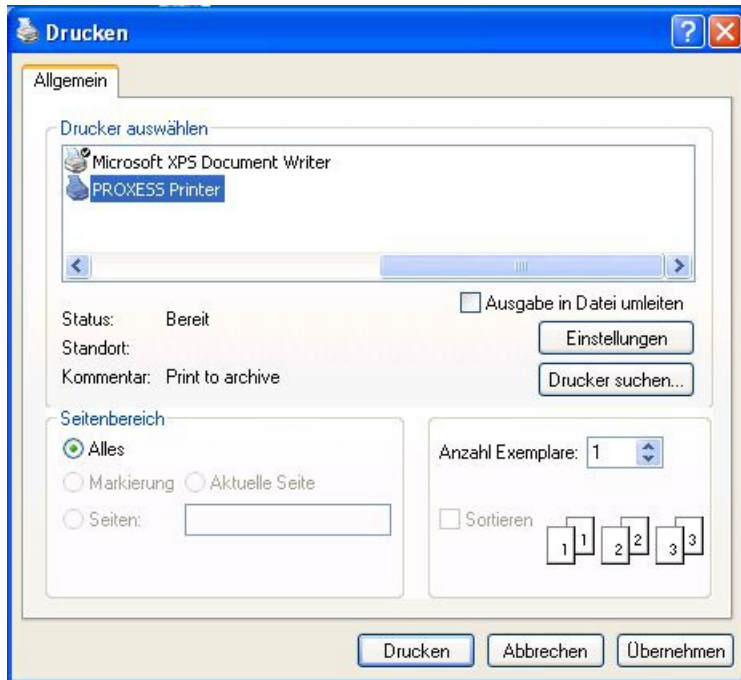 Drucken
Allgemein
Drucker auswählen
Microsoft XPS Document Writer
PROXESS Printer
Ausgabe in Datei umleiten
Status: Bereit
Einstellungen
Standort:
Kommentar: Print to archive
Drucker suchen...
Seitenbereich
Alles
Markierung Aktuelle Seite
Seiten:
Anzahl Exemplare: 1
Sortieren
1 1 2 2 3 3
Drucken Abbrechen Übernehmen